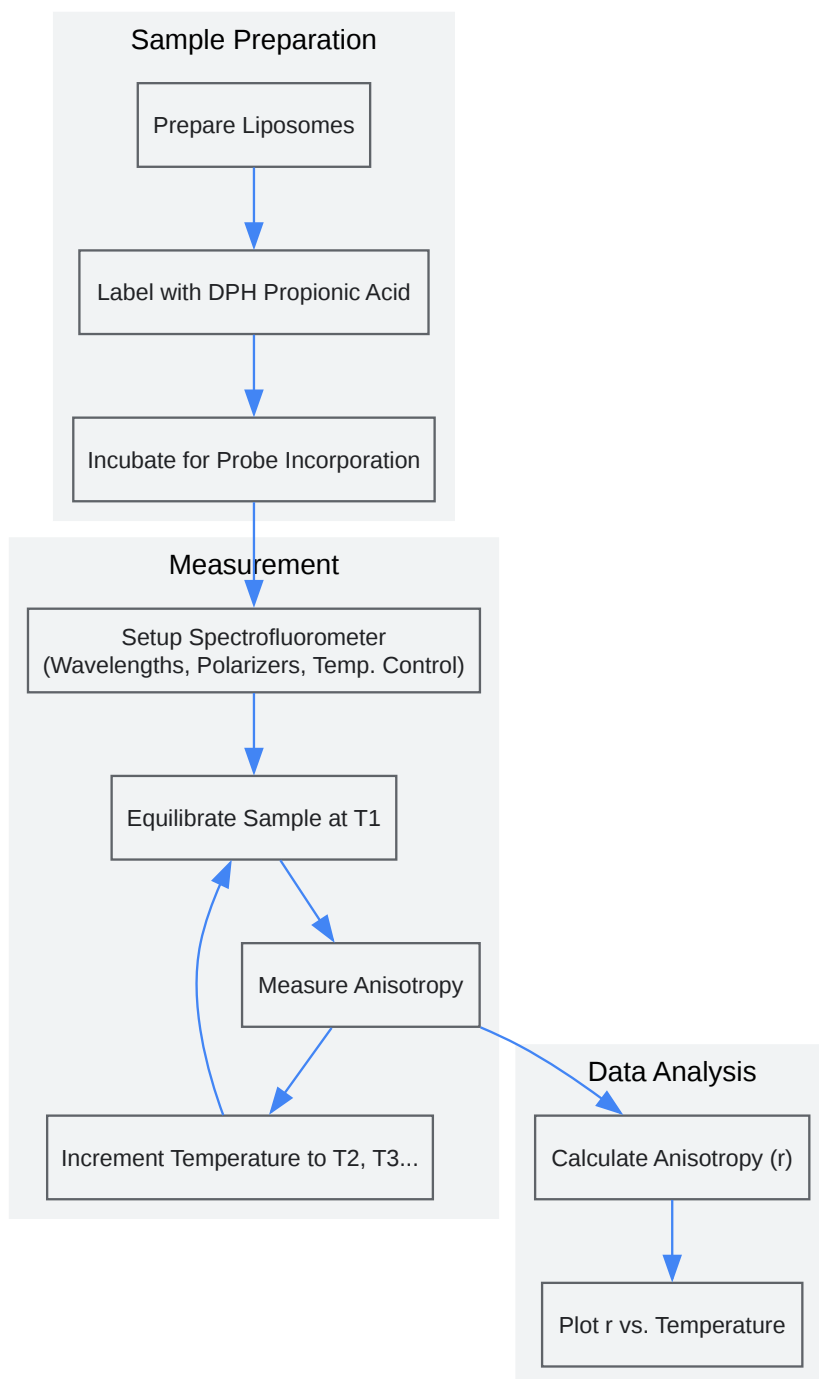 Sample Preparation
Prepare Liposomes
Label with DPH Propionic Acid
Incubate for Probe Incorporation
Measurement
Setup Spectrofluorometer
(Wavelengths, Polarizers, Temp. Control)
Equilibrate Sample at T1
Measure Anisotropy
Increment Temperature to T2, T3...
Data Analysis
Calculate Anisotropy (r)
Plot r vs. Temperature